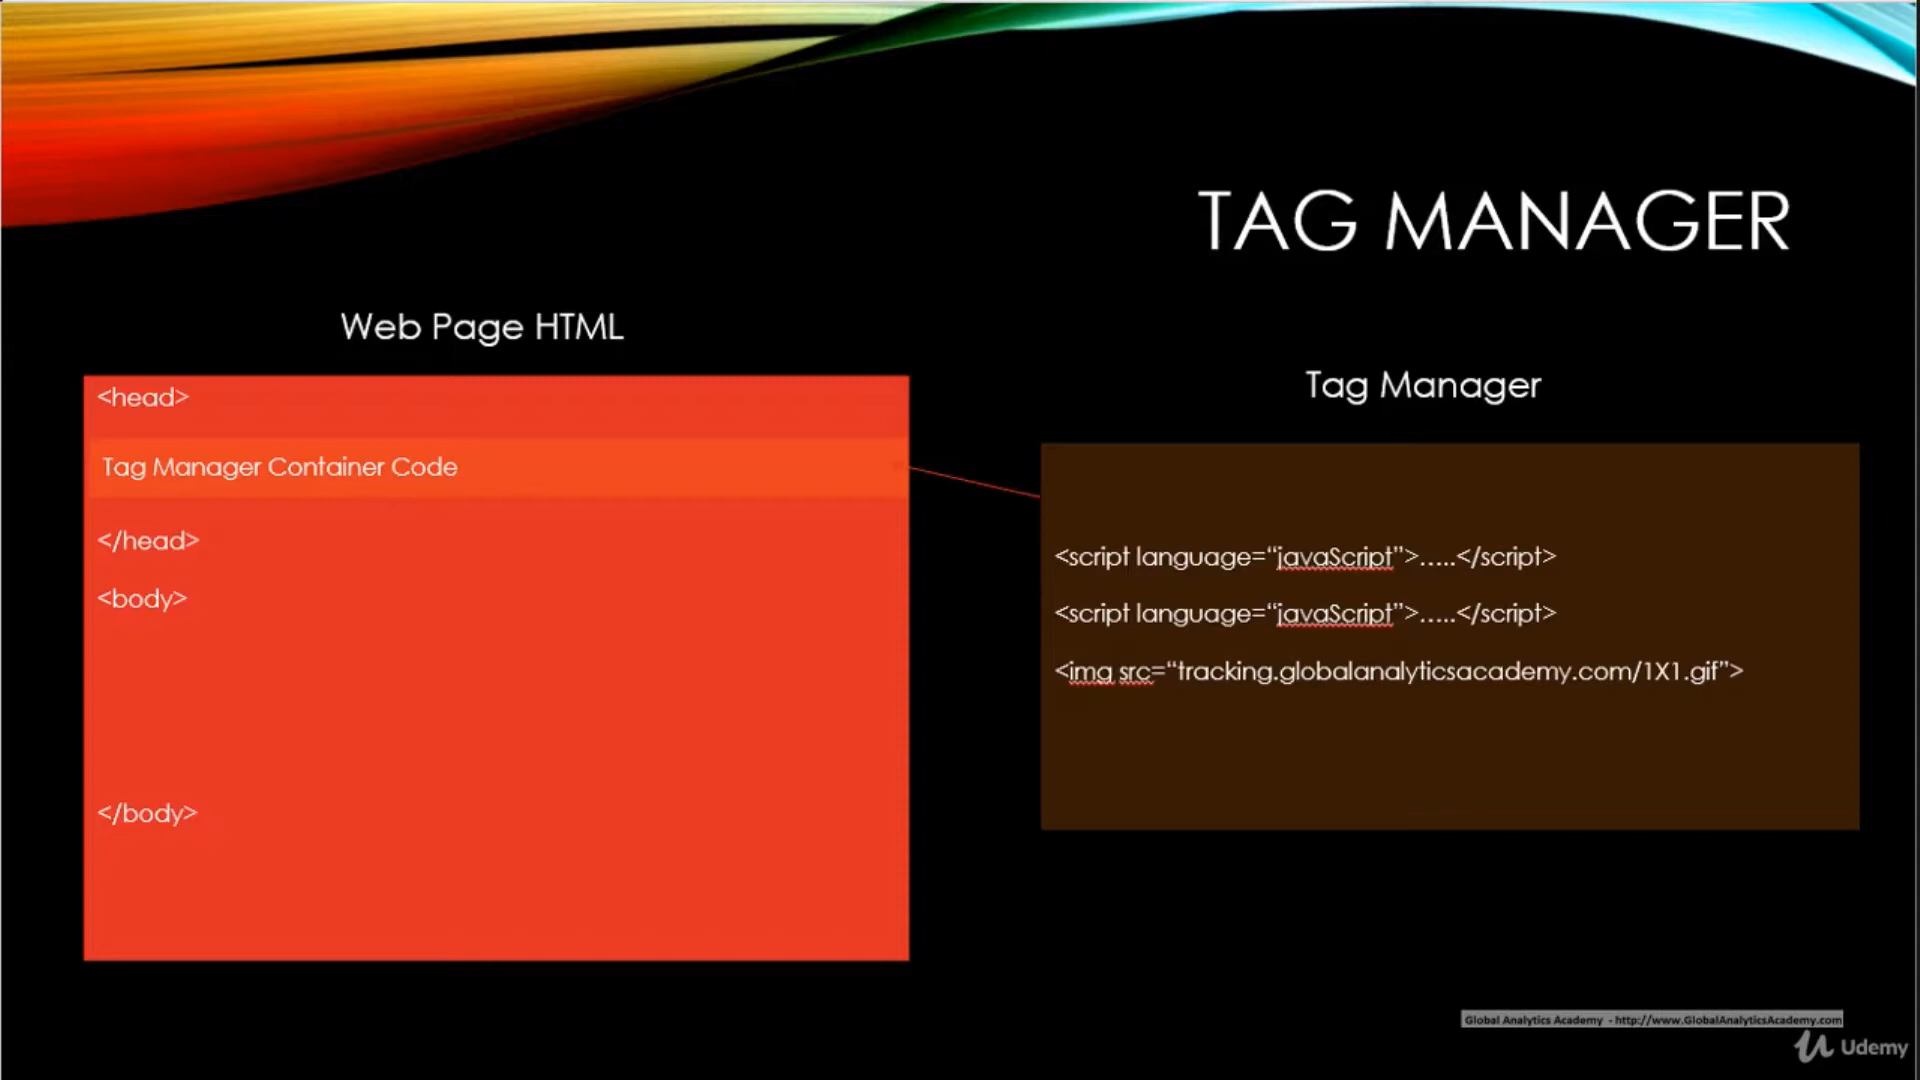 TAG MANAGER
Web Page HTML
<head>
Tag Manager Container Code
</head>
<body>
</body>
Tag Manager
<script language=“javaScript”>…..</script>
<script language=“javaScript”>…..</script>
<img src=“tracking.globalanalyticsacademy.com/1X1.gif”>
Global Analytics Academy - http://www.GlobalAnalyticsAcademy.com
Udemy